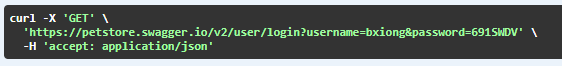 curl -X 'GET' \
'https://petstore.swagger.io/v2/user/login?username=bxiong&password=691SWDV' \
-H 'accept: application/json'